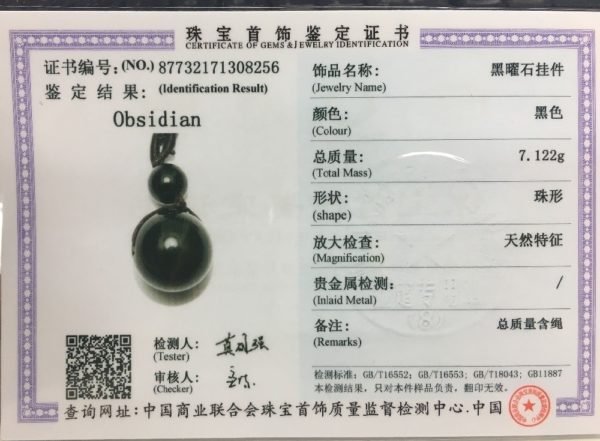 珠宝首饰鉴定证书
CERTIFICATE OF GEMS &JEWELRY IDENTIFICATION
证书编号: (NO.) 87732171308256
鉴定结果: (Identification Result)
Obsidian
检测人: (Tester)
审核人: (Checker)
饰品名称: 黑曜石挂件
(Jewelry Name)
颜色: 黑色
(Colour)
总质量: 7.122g
(Total Mass)
形状: 珠形
(shape)
放大检查: 天然特征
(Magnification)
贵金属检测: /
(Inlaid Metal)
备注: 总质量含绳
(Remarks)
检测标准: GB/T16552; GB/T16553; GB/T18043; GB11887
本检测结果, 只对本件样品负责, 翻印无效。
查询网址: 中国商业联合会珠宝首饰质量监督检测中心.中国